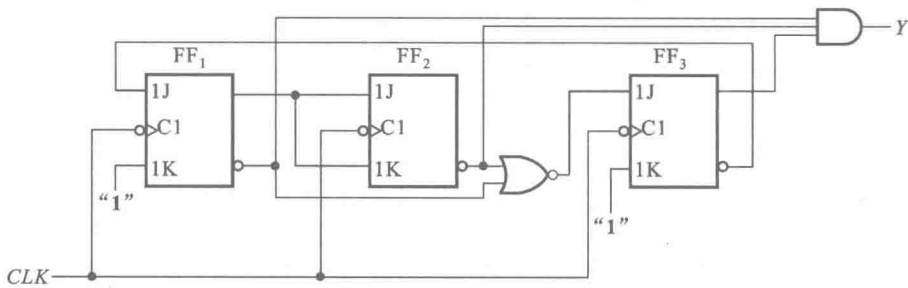 Y
FF₁ FF₂ FF₃
1J 1J 1J
C1 C1 C1
1K 1K 1K
“1” “1”
CLK